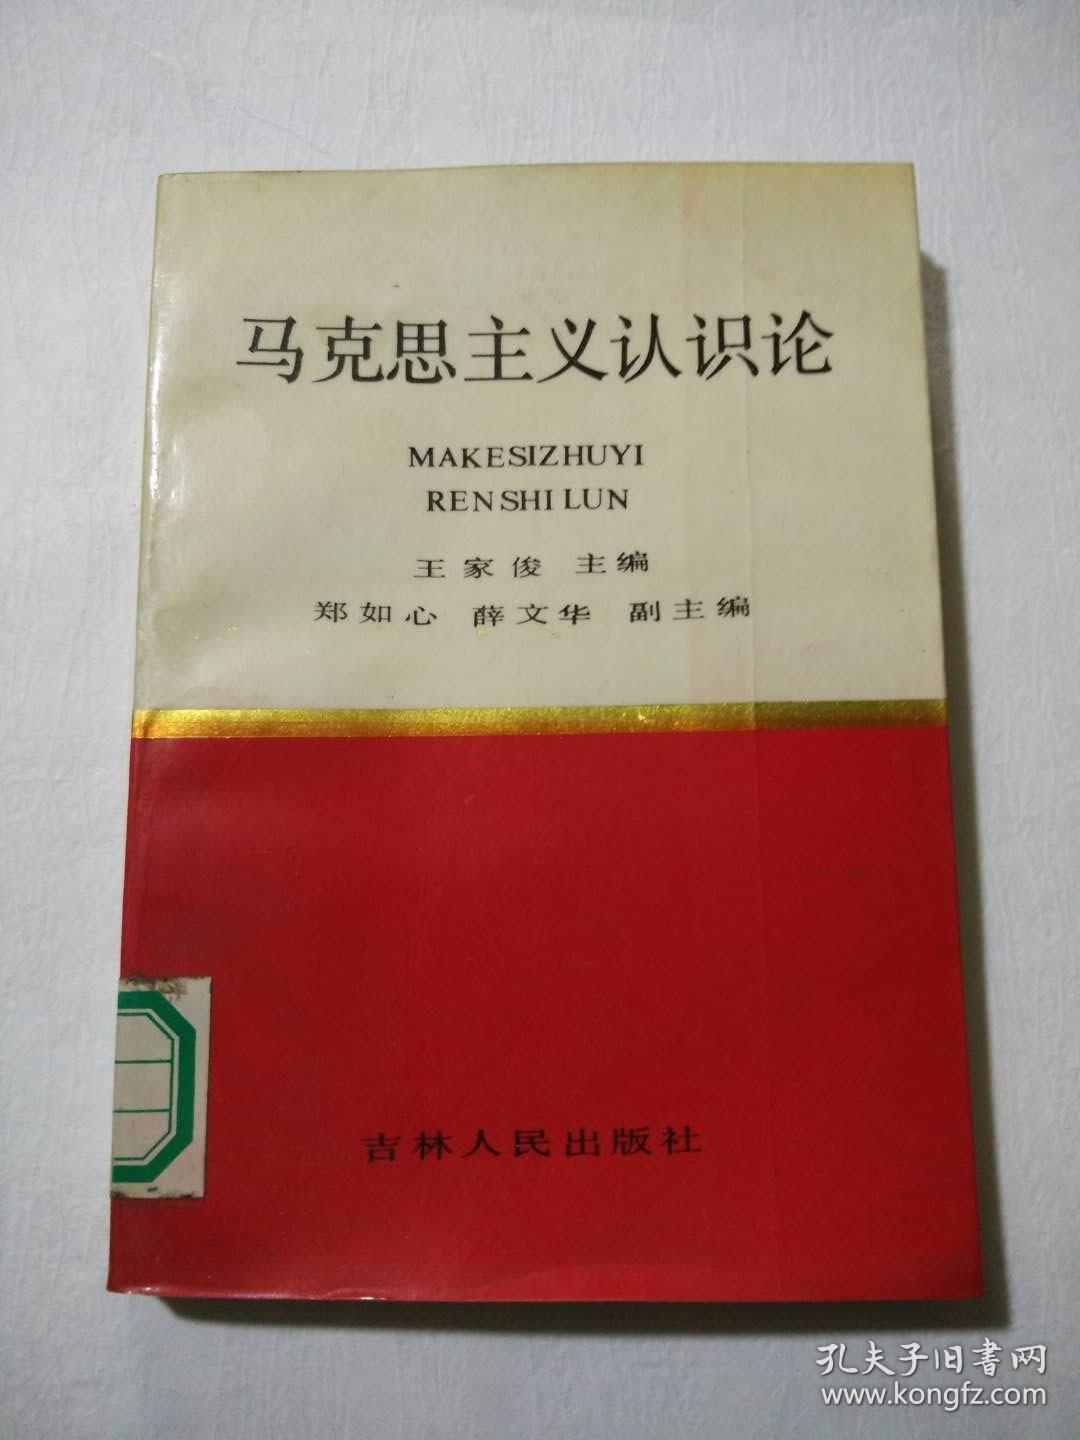 马克思主义认识论
MAKESIZHUYI
RENSHI LUN
王家俊 主编
郑如心 薛文华 副主编
吉林人民出版社
孔夫子旧书网
www.kongfz.com